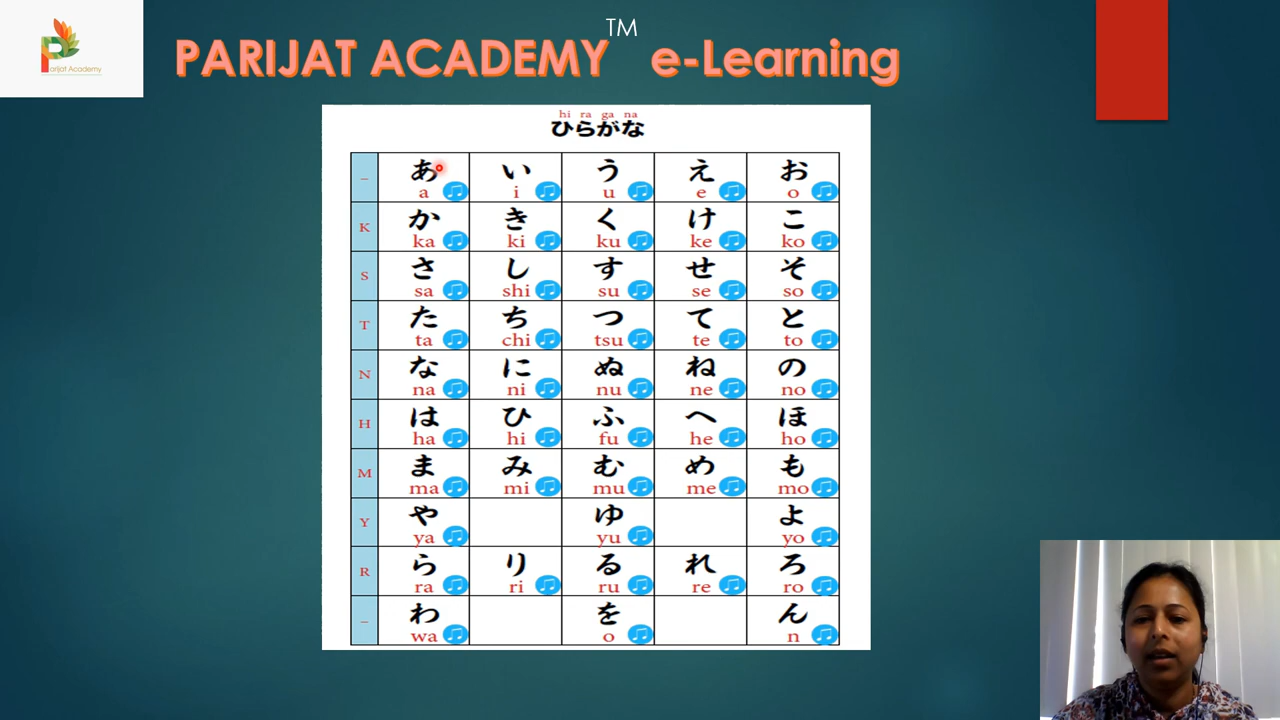 TM
PARIJAT ACADEMY e-Learning
Parijat Academy
hi ra ga na
ひらがな
– あ い う え お
a i u e o
K か き く け こ
ka ki ku ke ko
S さ し す せ そ
sa shi su se so
T た ち つ て と
ta chi tsu te to
N な に ぬ ね の
na ni nu ne no
H は ひ ふ へ ほ
ha hi fu he ho
M ま み む め も
ma mi mu me mo
Y や ゆ よ
ya yu yo
R ら り る れ ろ
ra ri ru re ro
– わ を ん
wa o n